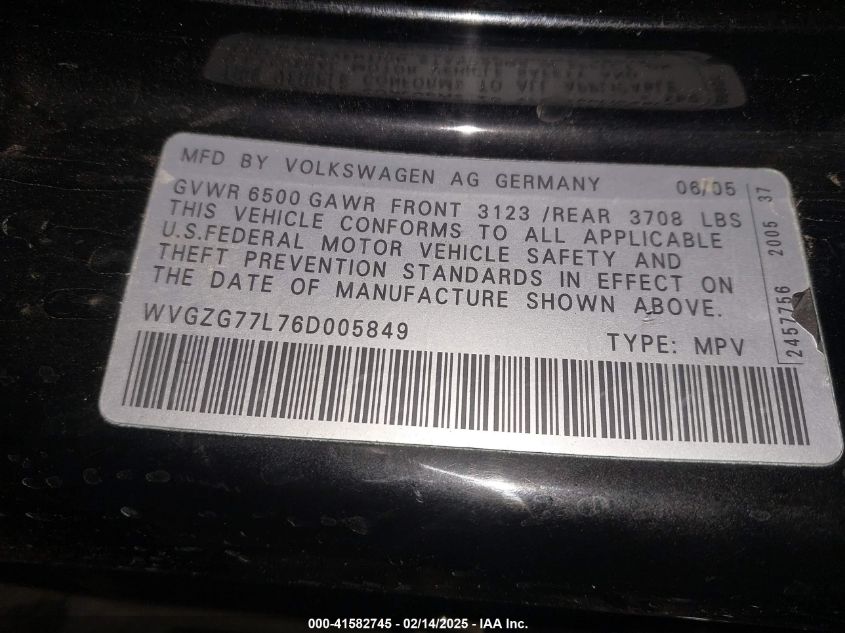 MFD BY VOLKSWAGEN AG GERMANY 06/05
GVWR 6500 GAWR FRONT 3123 /REAR 3708 LBS
THIS VEHICLE CONFORMS TO ALL APPLICABLE
U.S.FEDERAL MOTOR VEHICLE SAFETY AND
THEFT PREVENTION STANDARDS IN EFFECT ON
THE DATE OF MANUFACTURE SHOWN ABOVE.
WVGZG77L76D005849
TYPE: MPV
2457756 2005 37
000-41582745 - 02/14/2025 - IAA Inc.